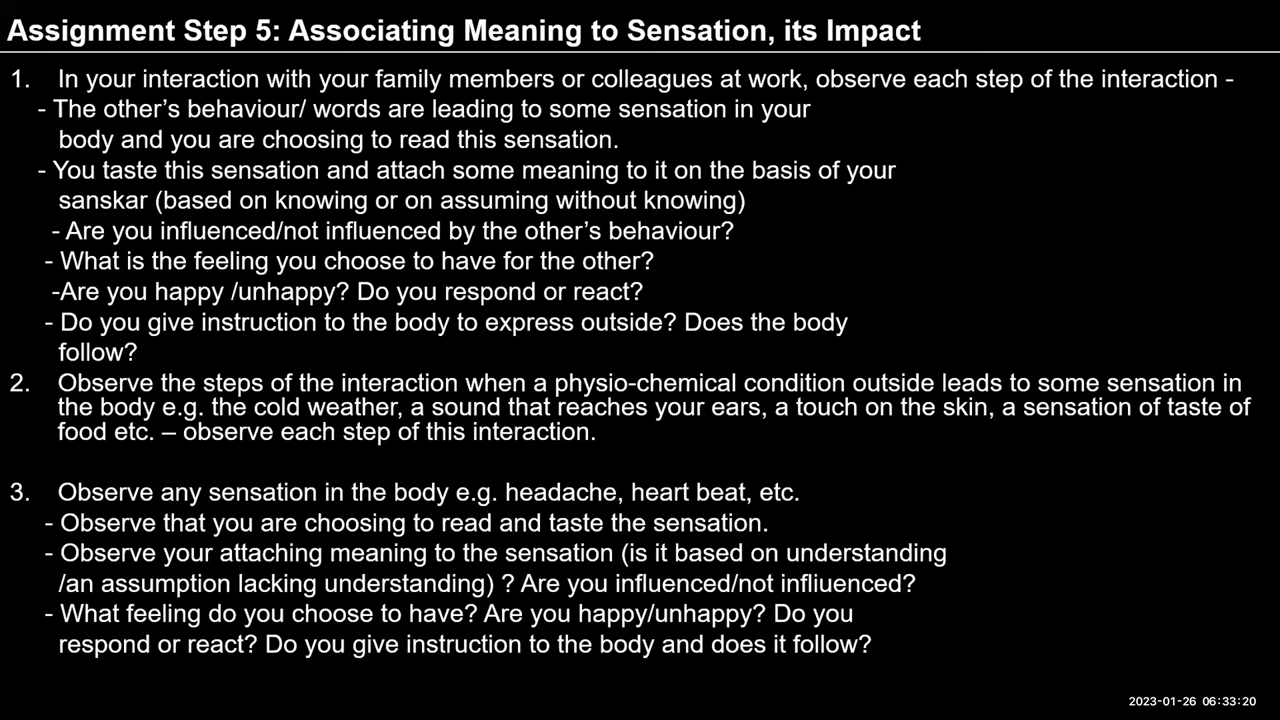 Assignment Step 5: Associating Meaning to Sensation, its Impact
1. In your interaction with your family members or colleagues at work, observe each step of the interaction -
- The other's behaviour/ words are leading to some sensation in your
body and you are choosing to read this sensation.
- You taste this sensation and attach some meaning to it on the basis of your
sanskar (based on knowing or on assuming without knowing)
- Are you influenced/not influenced by the other's behaviour?
- What is the feeling you choose to have for the other?
-Are you happy /unhappy? Do you respond or react?
- Do you give instruction to the body to express outside? Does the body
follow?
2. Observe the steps of the interaction when a physio-chemical condition outside leads to some sensation in
the body e.g. the cold weather, a sound that reaches your ears, a touch on the skin, a sensation of taste of
food etc. – observe each step of this interaction.
3. Observe any sensation in the body e.g. headache, heart beat, etc.
- Observe that you are choosing to read and taste the sensation.
- Observe your attaching meaning to the sensation (is it based on understanding
/an assumption lacking understanding) ? Are you influenced/not infliuenced?
- What feeling do you choose to have? Are you happy/unhappy? Do you
respond or react? Do you give instruction to the body and does it follow?
2023-01-26 06:33:20